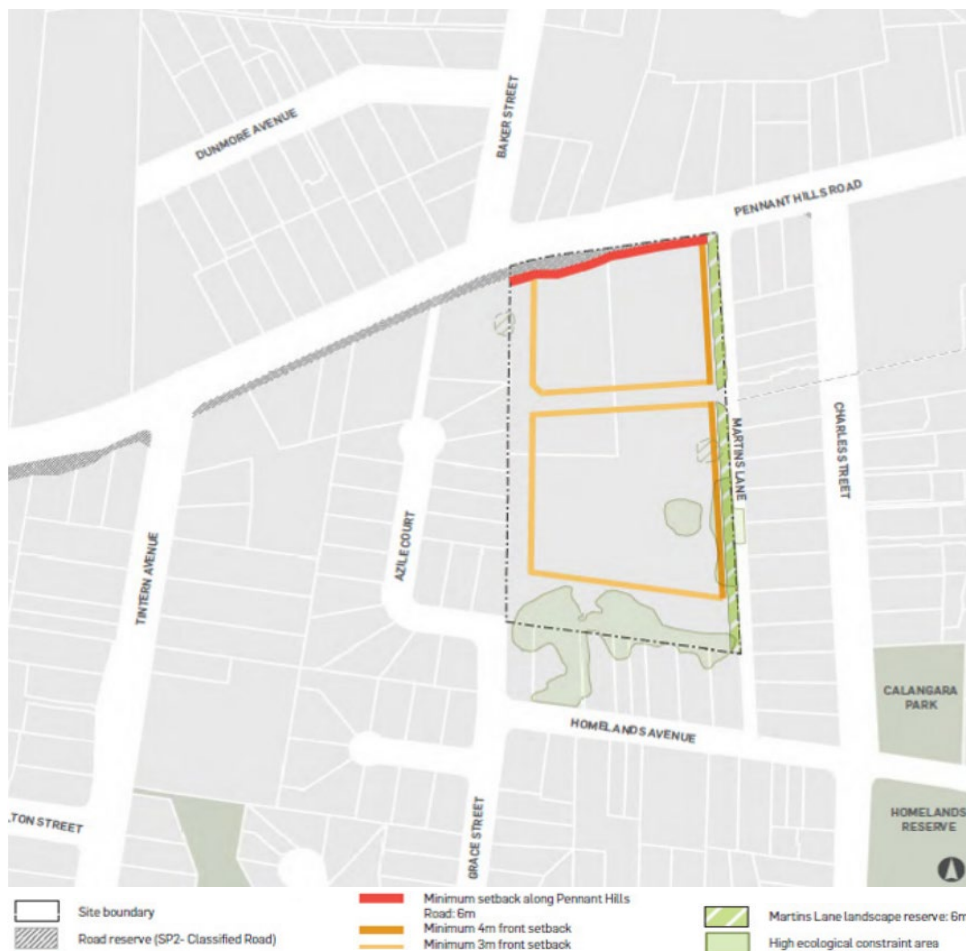 DUNMORE AVENUE
BAKER STREET
PENNANT HILLS ROAD
MARTINS LANE
CHARLES STREET
AZILE COURT
TINTERN AVENUE
CALANGARA
PARK
HOMELANDS AVENUE
HOMELANDS
RESERVE
LTON STREET
GRACE STREET
Site boundary
Road reserve (SP2- Classified Road)
Minimum setback along Pennant Hills
Road: 6m
Minimum 4m front setback
Minimum 3m front setback
Martins Lane landscape reserve: 6m
High ecological constraint area